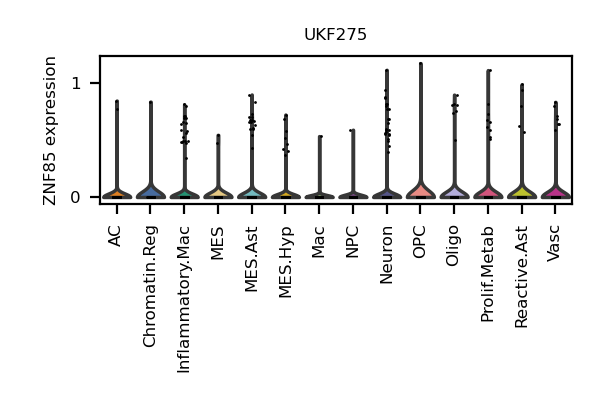 UKF275
ZNF85 expression
1
0
AC
Chromatin.Reg
Inflammatory.Mac
MES
MES.Ast
MES.Hyp
Mac
NPC
Neuron
OPC
Oligo
Prolif.Metab
Reactive.Ast
Vasc